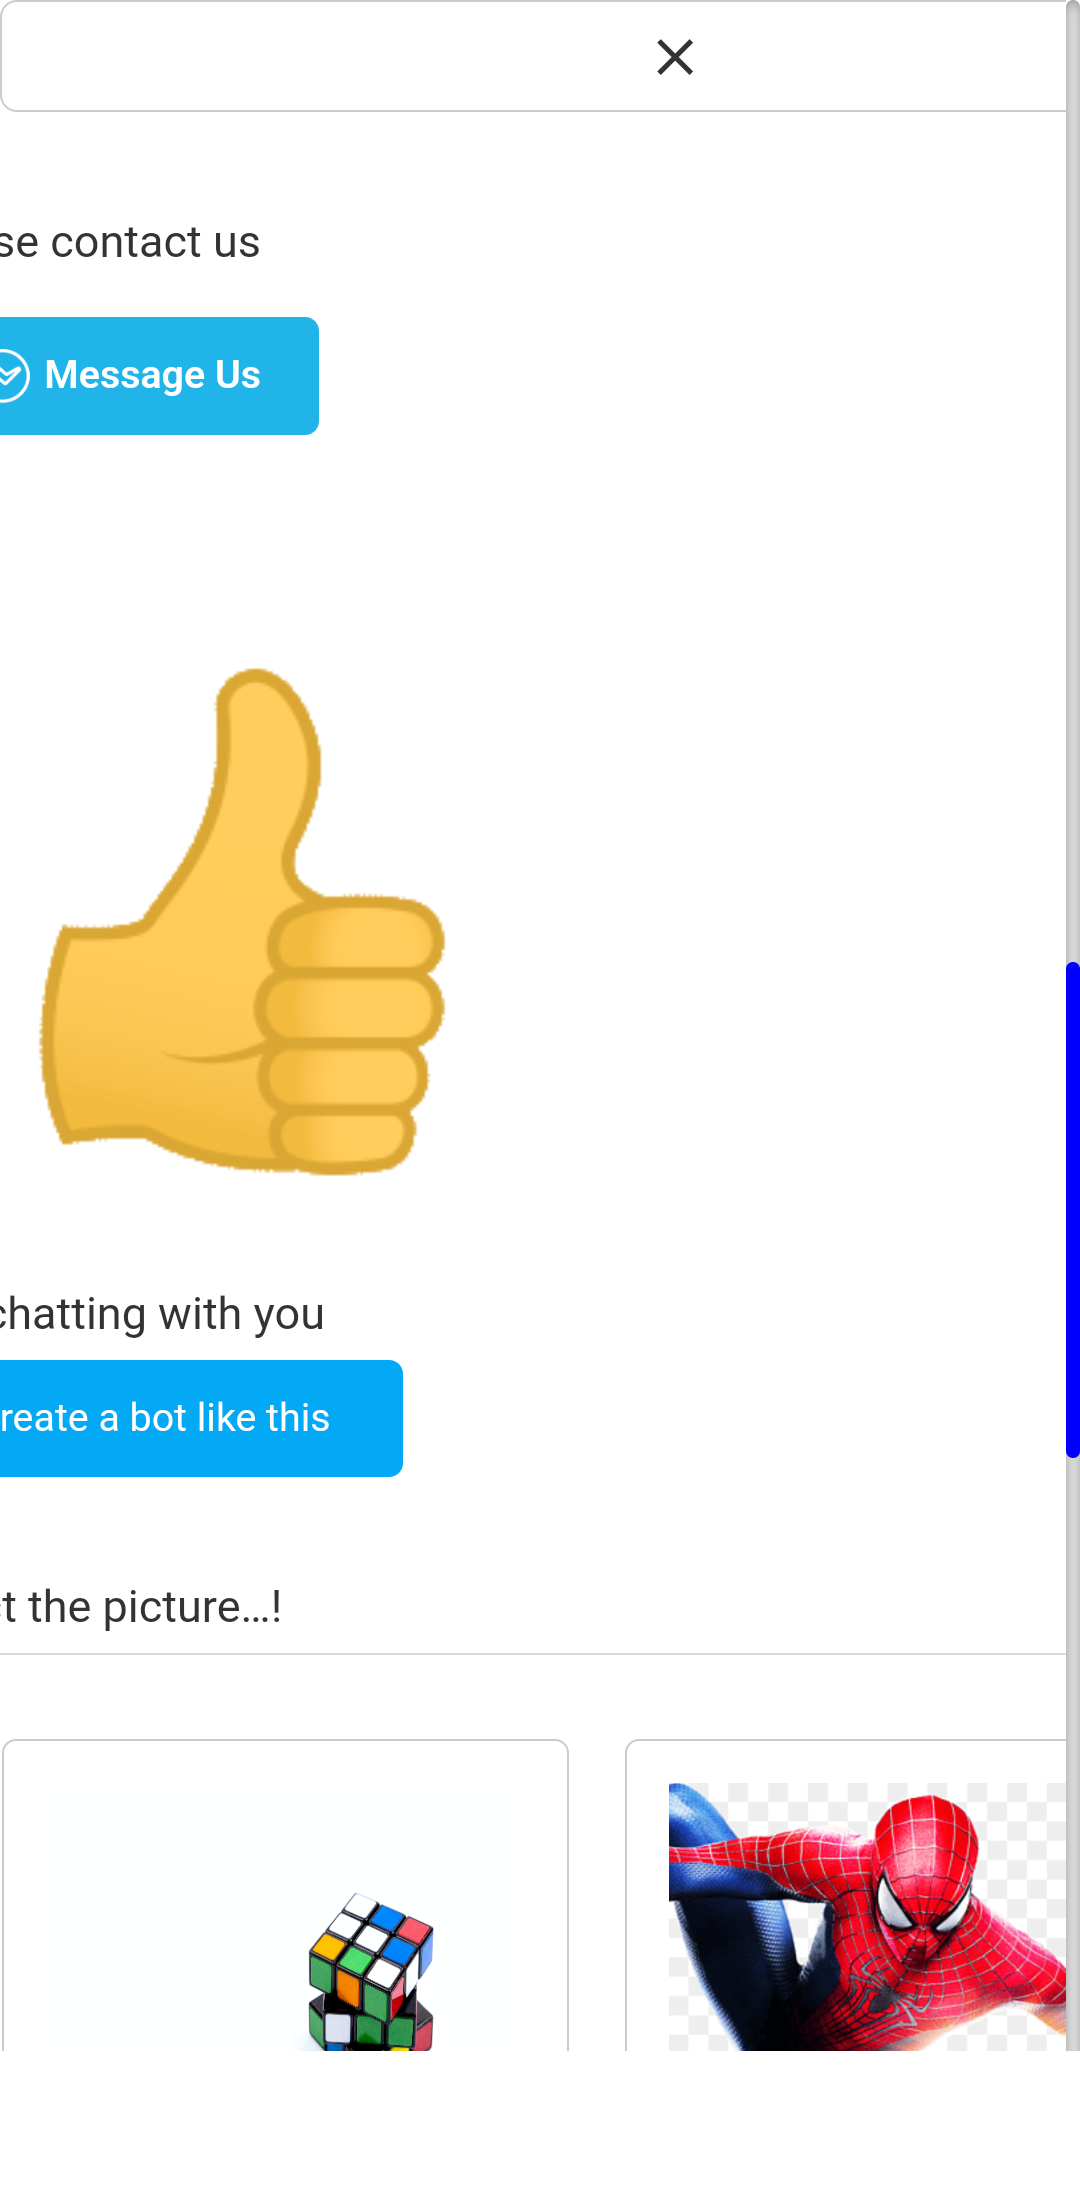 se contact us
Message Us
chatting with you
reate a bot like this
t the picture...!